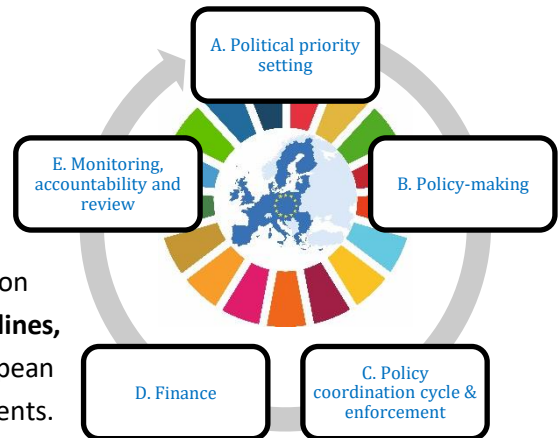 A. Political priority
setting
E. Monitoring,
accountability and
review
B. Policy-making
on
lines,
pean
ents.
D. Finance
C. Policy
coordination cycle &
enforcement